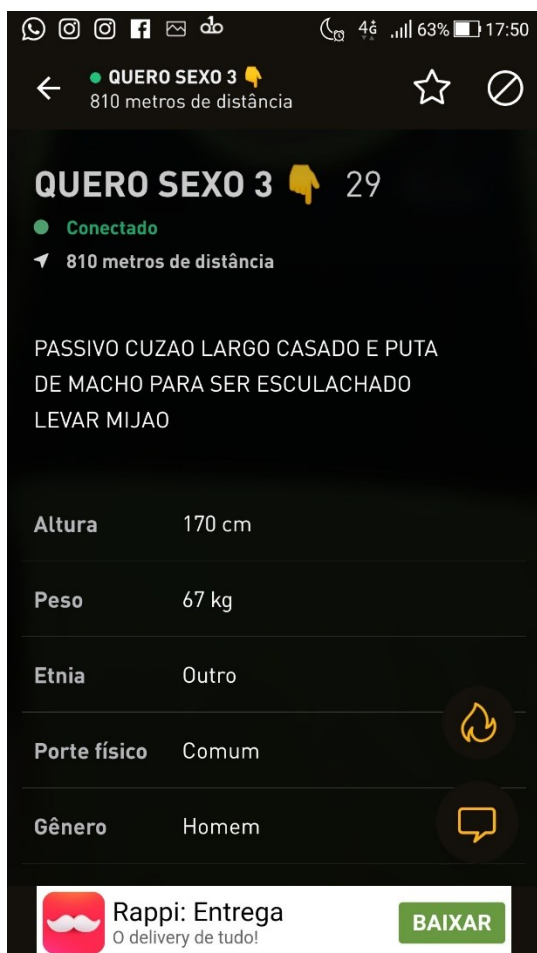 4G 63% 17:50
QUERO SEXO 3 👇
810 metros de distância
QUERO SEXO 3 👇 29
Conectado
810 metros de distância
PASSIVO CUZAO LARGO CASADO E PUTA
DE MACHO PARA SER ESCULACHADO
LEVAR MIJAO
Altura 170 cm
Peso 67 kg
Etnia Outro
Porte físico Comum
Gênero Homem
Rappi: Entrega
O delivery de tudo!
BAIXAR